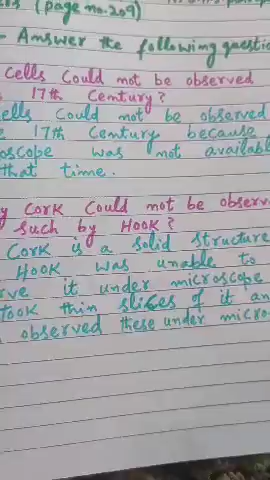 (page no.209)
- Answer the following questi
Cells Could not be observed
17th Century?
ells could not be observed
17th Century because
oscope was not available
that time.
y Cork Could not be observ
such by Hook?
Cork is a solid structure
Hook was unable to
rve it under microscope
took thin slices of it an
observed these under micro